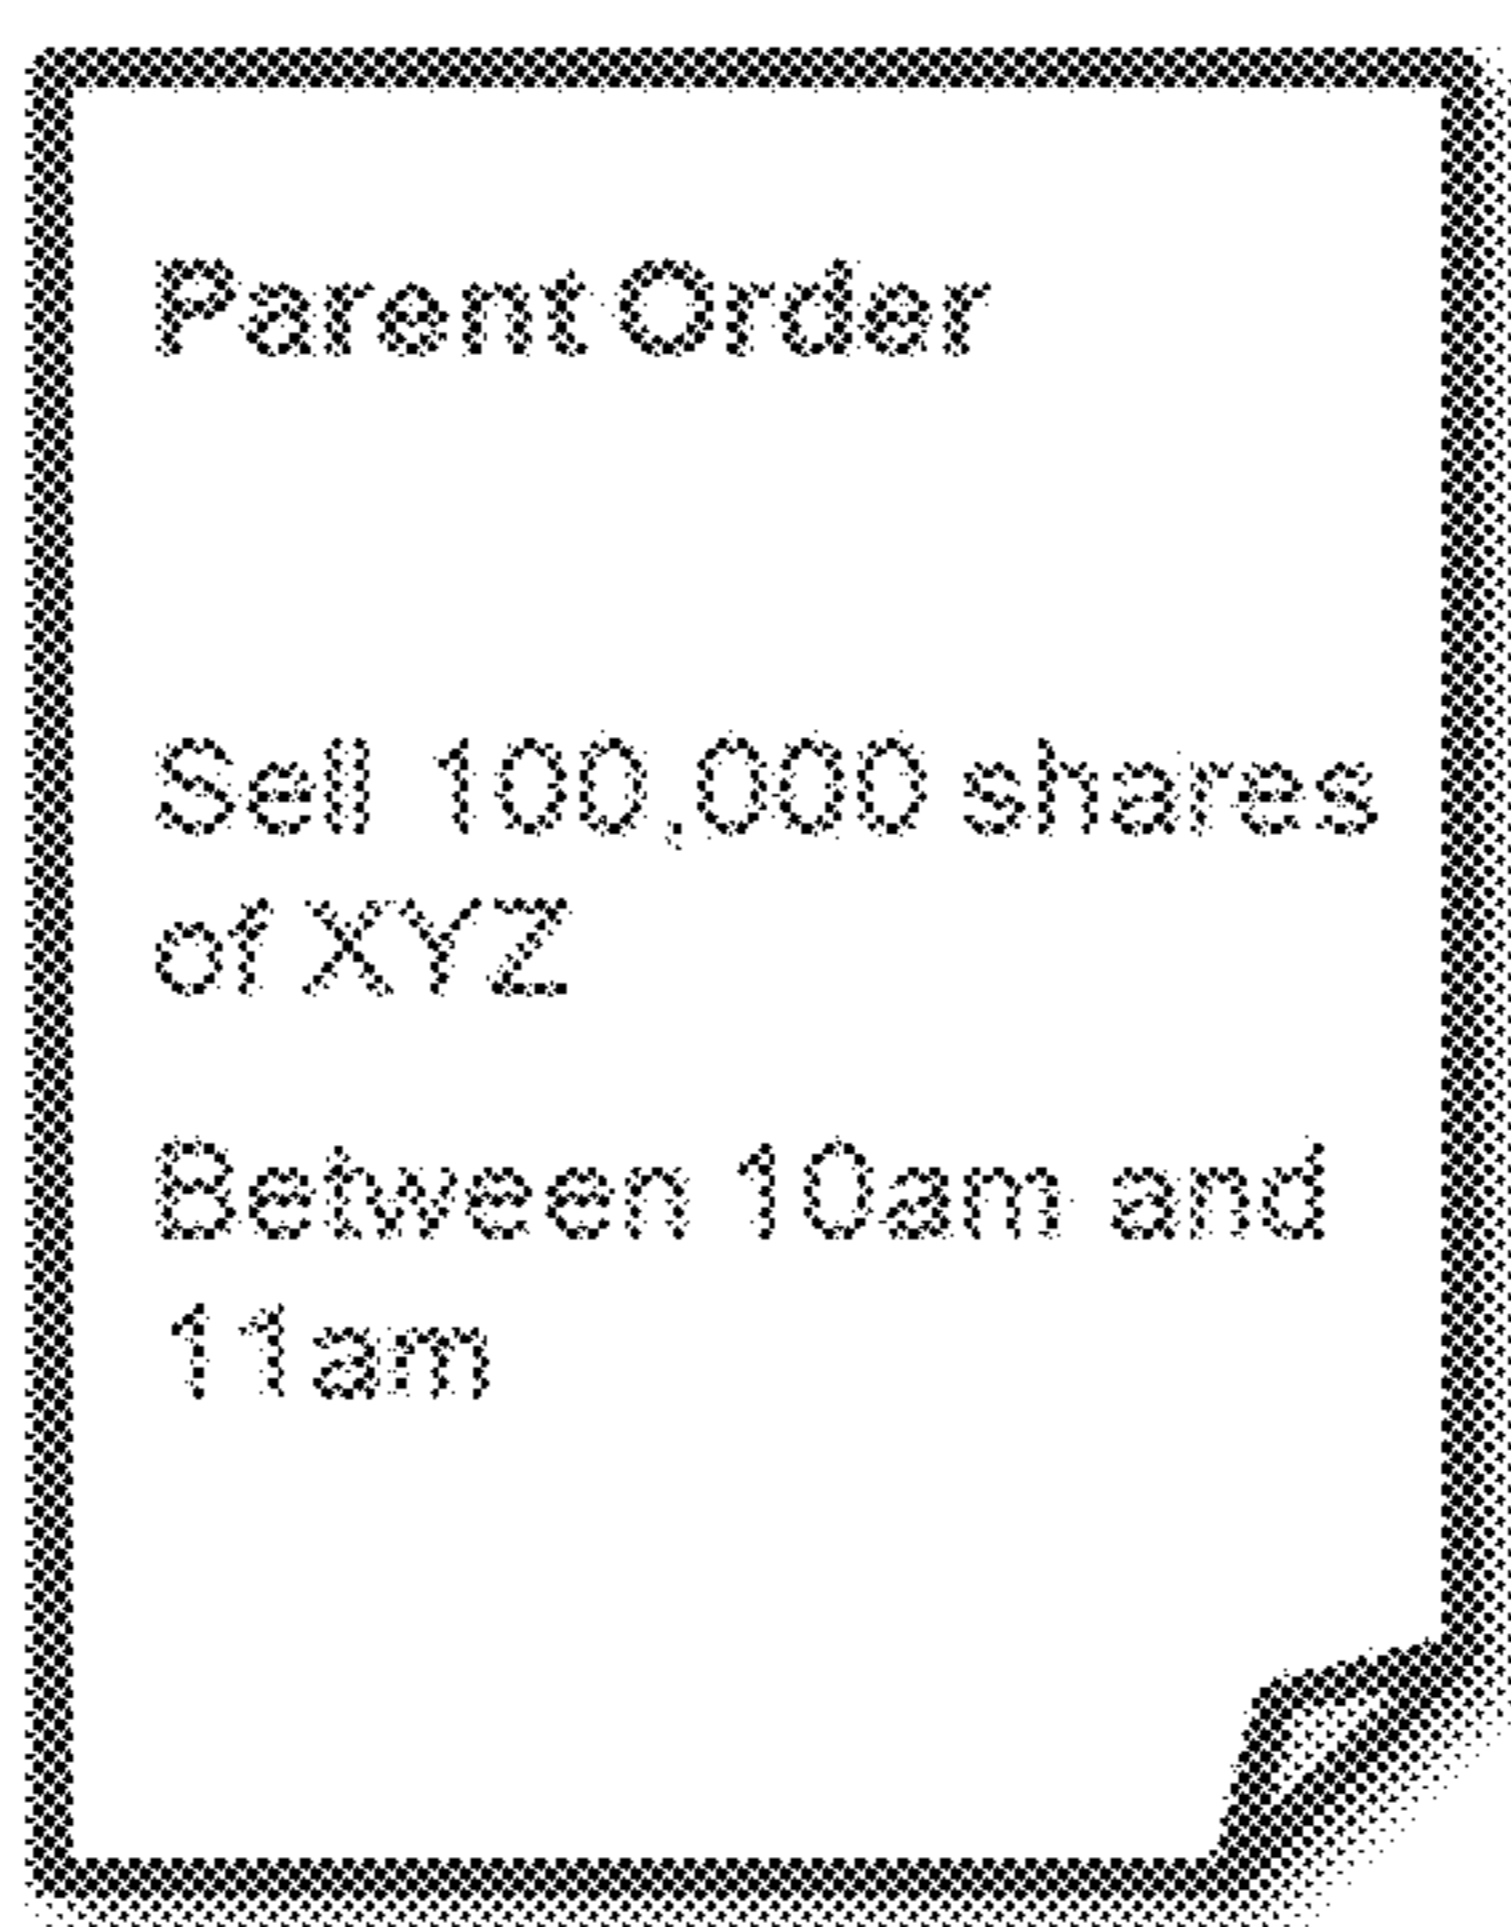 Parent Order
Sell 100,000 shares
of XYZ
Between 10am and
11am